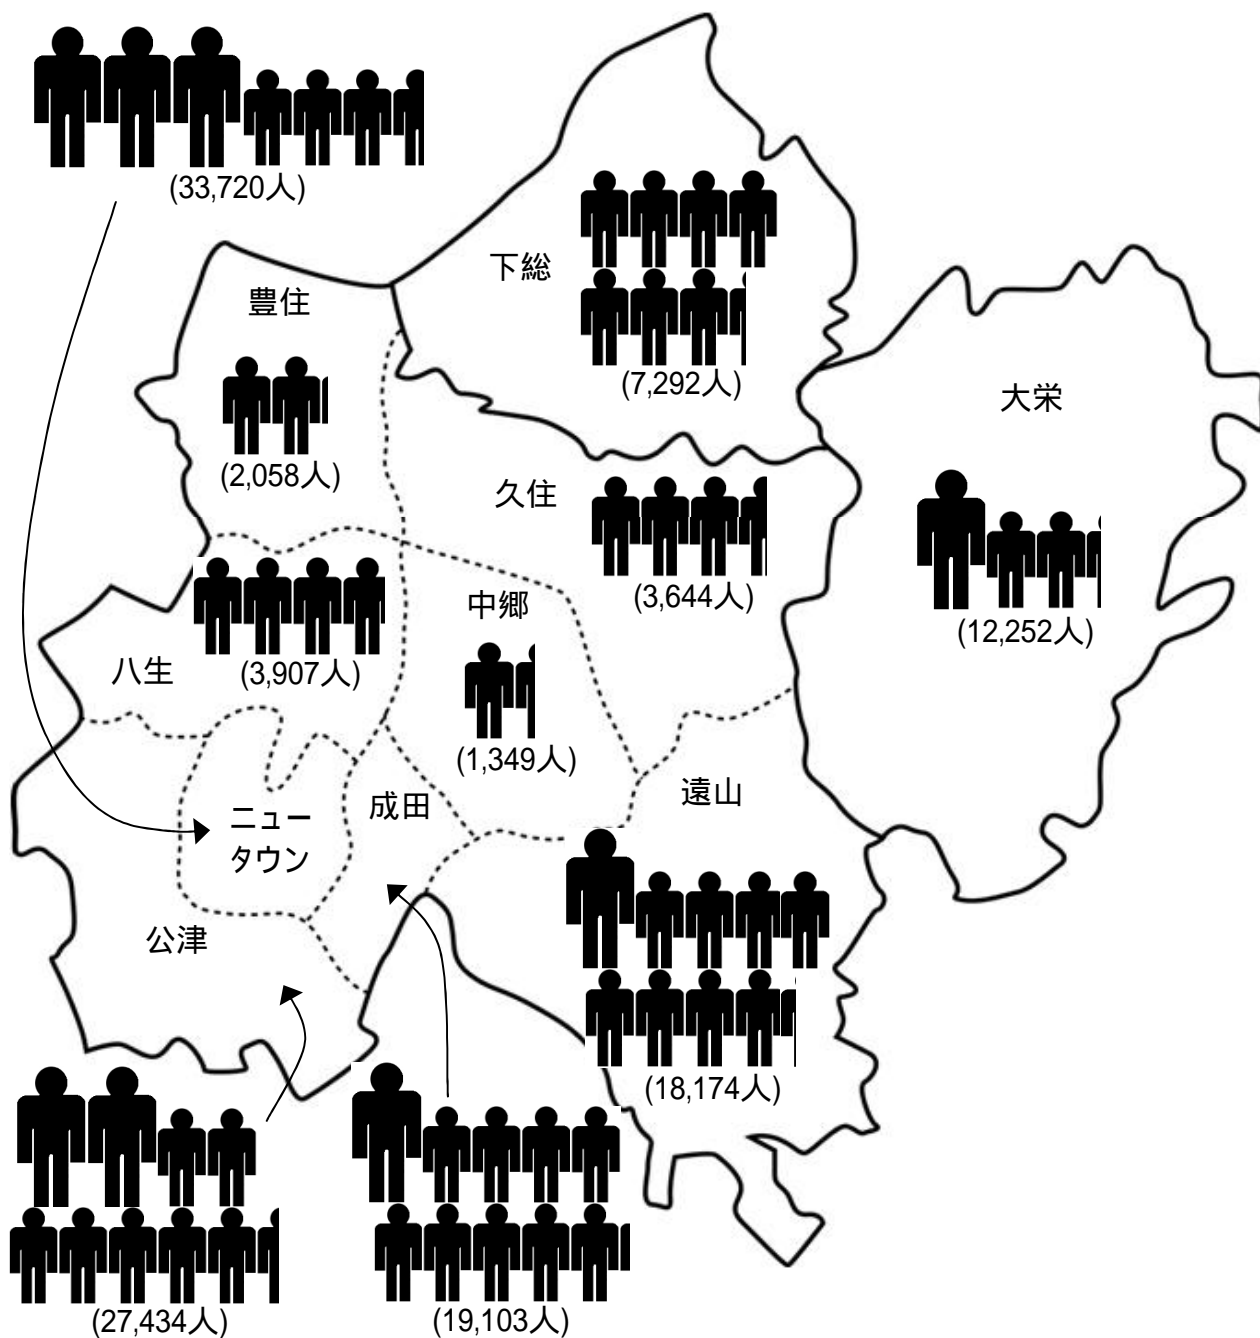 (33,720人)
下総
(7,292人)
豊住
(2,058人)
大栄
(12,252人)
久住
(3,644人)
中郷
(1,349人)
八生
(3,907人)
遠山
(18,174人)
成田
ニュー
タウン
公津
(27,434人)
(19,103人)